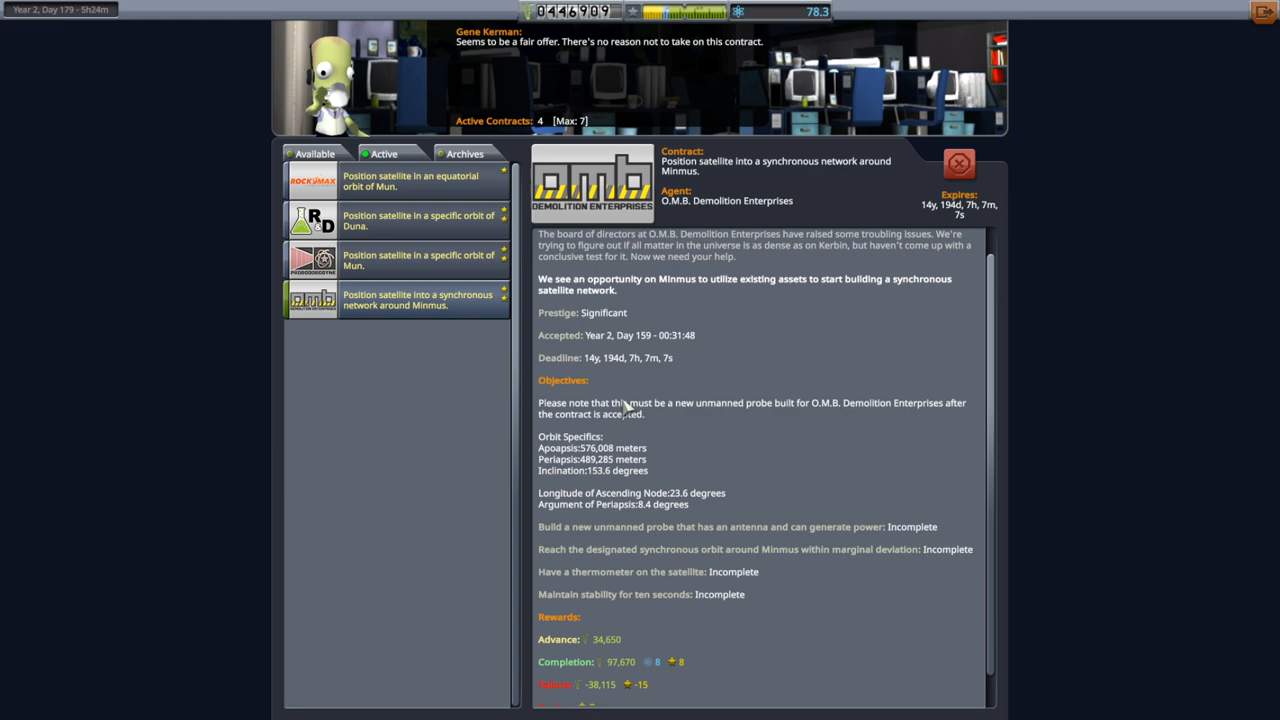 Year 2, Day 179 - 5h24m
0446909
78.3
Gene Kerman:
Seems to be a fair offer. There's no reason not to take on this contract.
Active Contracts: 4 [Max: 7]
Available
Active
Archives
ROCKOMAX
Position satellite in an equatorial
orbit of Mun.
R&D
Position satellite in a specific orbit of
Duna.
PROBODOBODYNE
Position satellite in a specific orbit of
Mun.
omb
Position satellite into a synchronous
network around Minmus.
omb
DEMOLITION ENTERPRISES
Contract:
Position satellite into a synchronous network around
Minmus.
Agent:
O.M.B. Demolition Enterprises
Expires:
14y, 194d, 7h, 7m,
7s
The board of directors at O.M.B. Demolition Enterprises have raised some troubling issues. We're
trying to figure out if all matter in the universe is as dense as on Kerbin, but haven't come up with a
conclusive test for it. Now we need your help.
We see an opportunity on Minmus to utilize existing assets to start building a synchronous
satellite network.
Prestige: Significant
Accepted: Year 2, Day 159 - 00:31:48
Deadline: 14y, 194d, 7h, 7m, 7s
Objectives:
Please note that this must be a new unmanned probe built for O.M.B. Demolition Enterprises after
the contract is accepted.
Orbit Specifics:
Apoapsis:576,008 meters
Periapsis:489,285 meters
Inclination:153.6 degrees
Longitude of Ascending Node:23.6 degrees
Argument of Periapsis:8.4 degrees
Build a new unmanned probe that has an antenna and can generate power: Incomplete
Reach the designated synchronous orbit around Minmus within marginal deviation: Incomplete
Have a thermometer on the satellite: Incomplete
Maintain stability for ten seconds: Incomplete
Rewards:
Advance: 34,650
Completion: 97,670 8 8
Failure: -38,115 -15